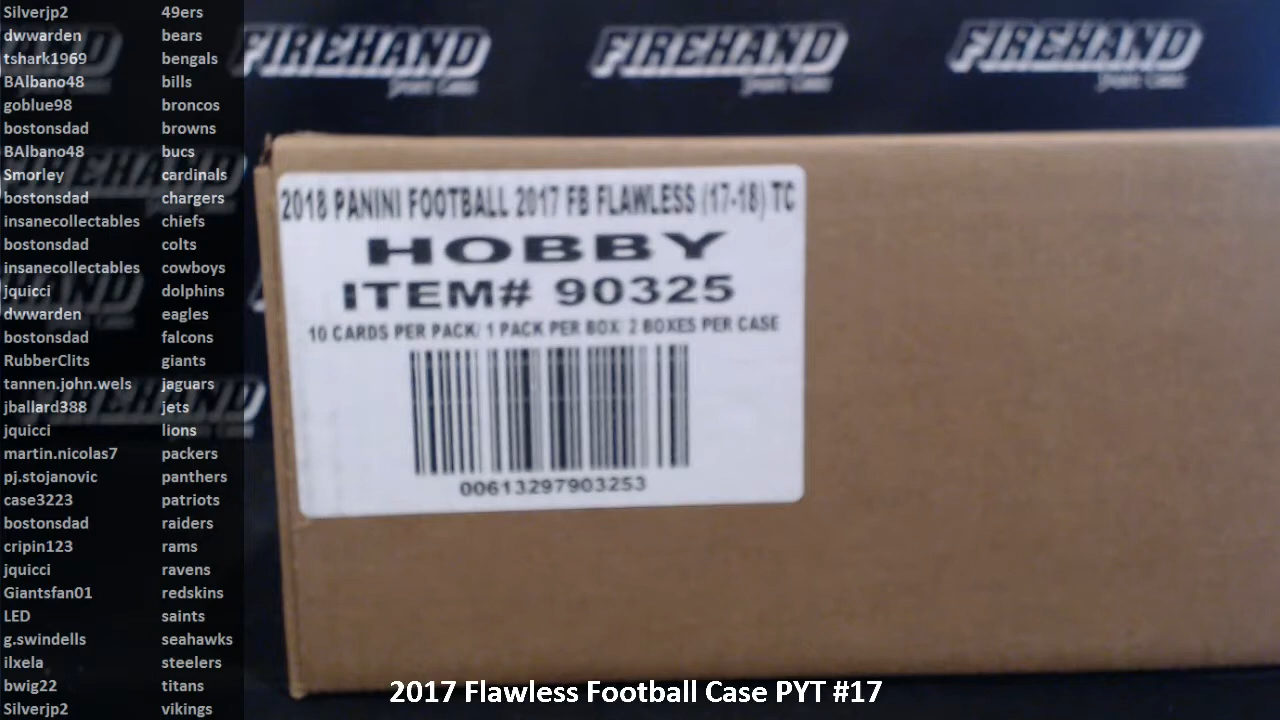 Silverjp2 49ers
dwwarden bears
tshark1969 bengals
BAlbano48 bills
goblue98 broncos
bostonsdad browns
BAlbano48 bucs
Smorley cardinals
bostonsdad chargers
insanecollectables chiefs
bostonsdad colts
insanecollectables cowboys
jquicci dolphins
dwwarden eagles
bostonsdad falcons
RubberClits giants
tannen.john.wels jaguars
jballard388 jets
jquicci lions
martin.nicolas7 packers
pj.stojanovic panthers
case3223 patriots
bostonsdad raiders
cripin123 rams
jquicci ravens
Giantsfan01 redskins
LED saints
g.swindells seahawks
ilxela steelers
bwig22 titans
Silverjp2 vikings
FIREHAND FIREHAND FIREHAND
2018 PANINI FOOTBALL 2017 FB FLAWLESS (17-18) TC
HOBBY
ITEM# 90325
10 CARDS PER PACK/ 1 PACK PER BOX/ 2 BOXES PER CASE
00613297903253
2017 Flawless Football Case PYT #17